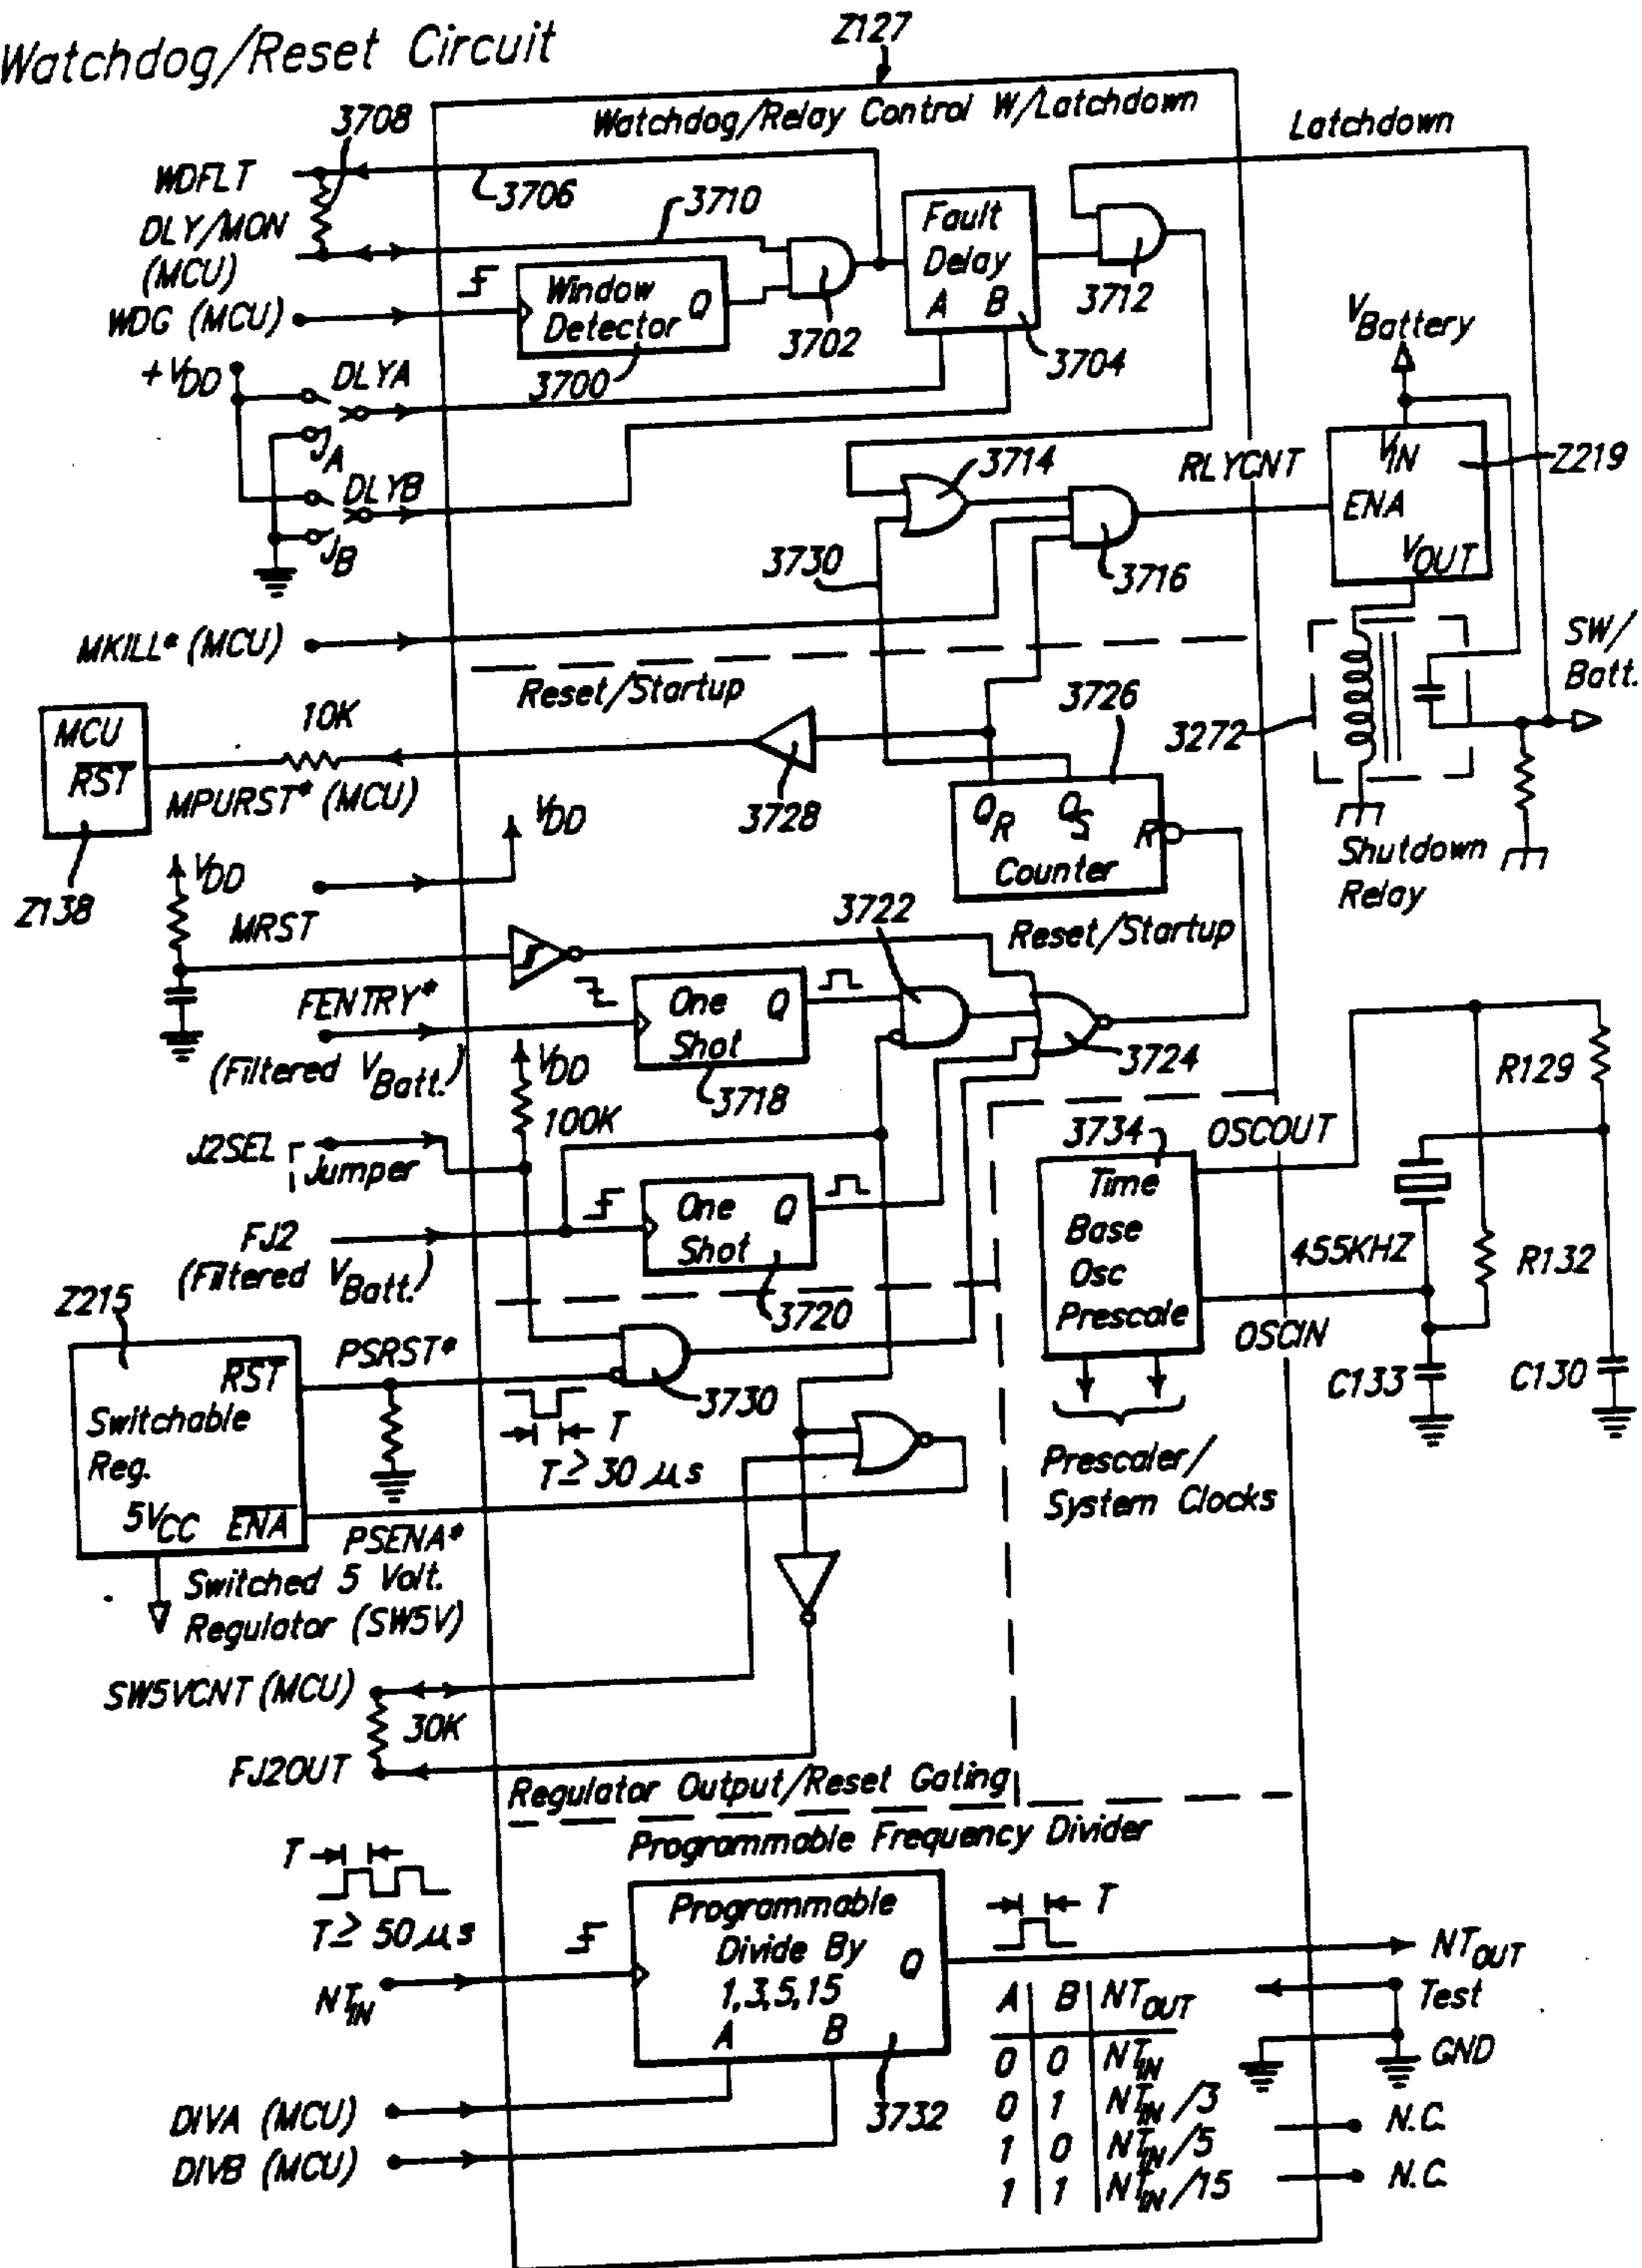 Watchdog/Reset Circuit
Z127
Watchdog/Relay Control W/Latchdown
Latchdown
3708
WDFLT
3706
DLY/MON
(MCU)
3710
Fault
Delay
A B
3712
WDG (MCU)
Window
Detector Q
3702
3700
3704
VBattery
+VDD
DLYA
JA
DLYB
JB
3714
RLYCNT
VIN
Z219
ENA
VOUT
3730
3716
MKILL* (MCU)
Reset/Startup
3726
SW/
Batt.
3272
MCU
RST
10K
MPURST* (MCU)
3728
QR QS R
Counter
Shutdown
Relay
VDD
VDD
Z138
MRST
3722
Reset/Startup
FENTRY*
(Filtered VBatt.)
One Q
Shot
3718
3724
VDD
100K
R129
J2SEL
Jumper
3734
OSCOUT
Time
Base
Osc
Prescale
FJ2
(Filtered VBatt.)
One Q
Shot
3720
455KHZ
R132
OSCIN
C133
C130
Z215
RST
Switchable
Reg.
5VCC ENA
PSRST*
3730
T
T≥30μs
Prescaler/
System Clocks
PSENA*
Switched 5 Volt.
Regulator (SW5V)
SW5VCNT (MCU)
30K
FJ2OUT
Regulator Output/Reset Gating
Programmable Frequency Divider
T
T≥50μs
NTIN
Programmable
Divide By
1,3,5,15
Q
A B
3732
T
NTOUT
Test
GND
N.C.
N.C.
A B NTOUT
0 0 NTIN
0 1 NTIN/3
1 0 NTIN/5
1 1 NTIN/15
DIVA (MCU)
DIVB (MCU)